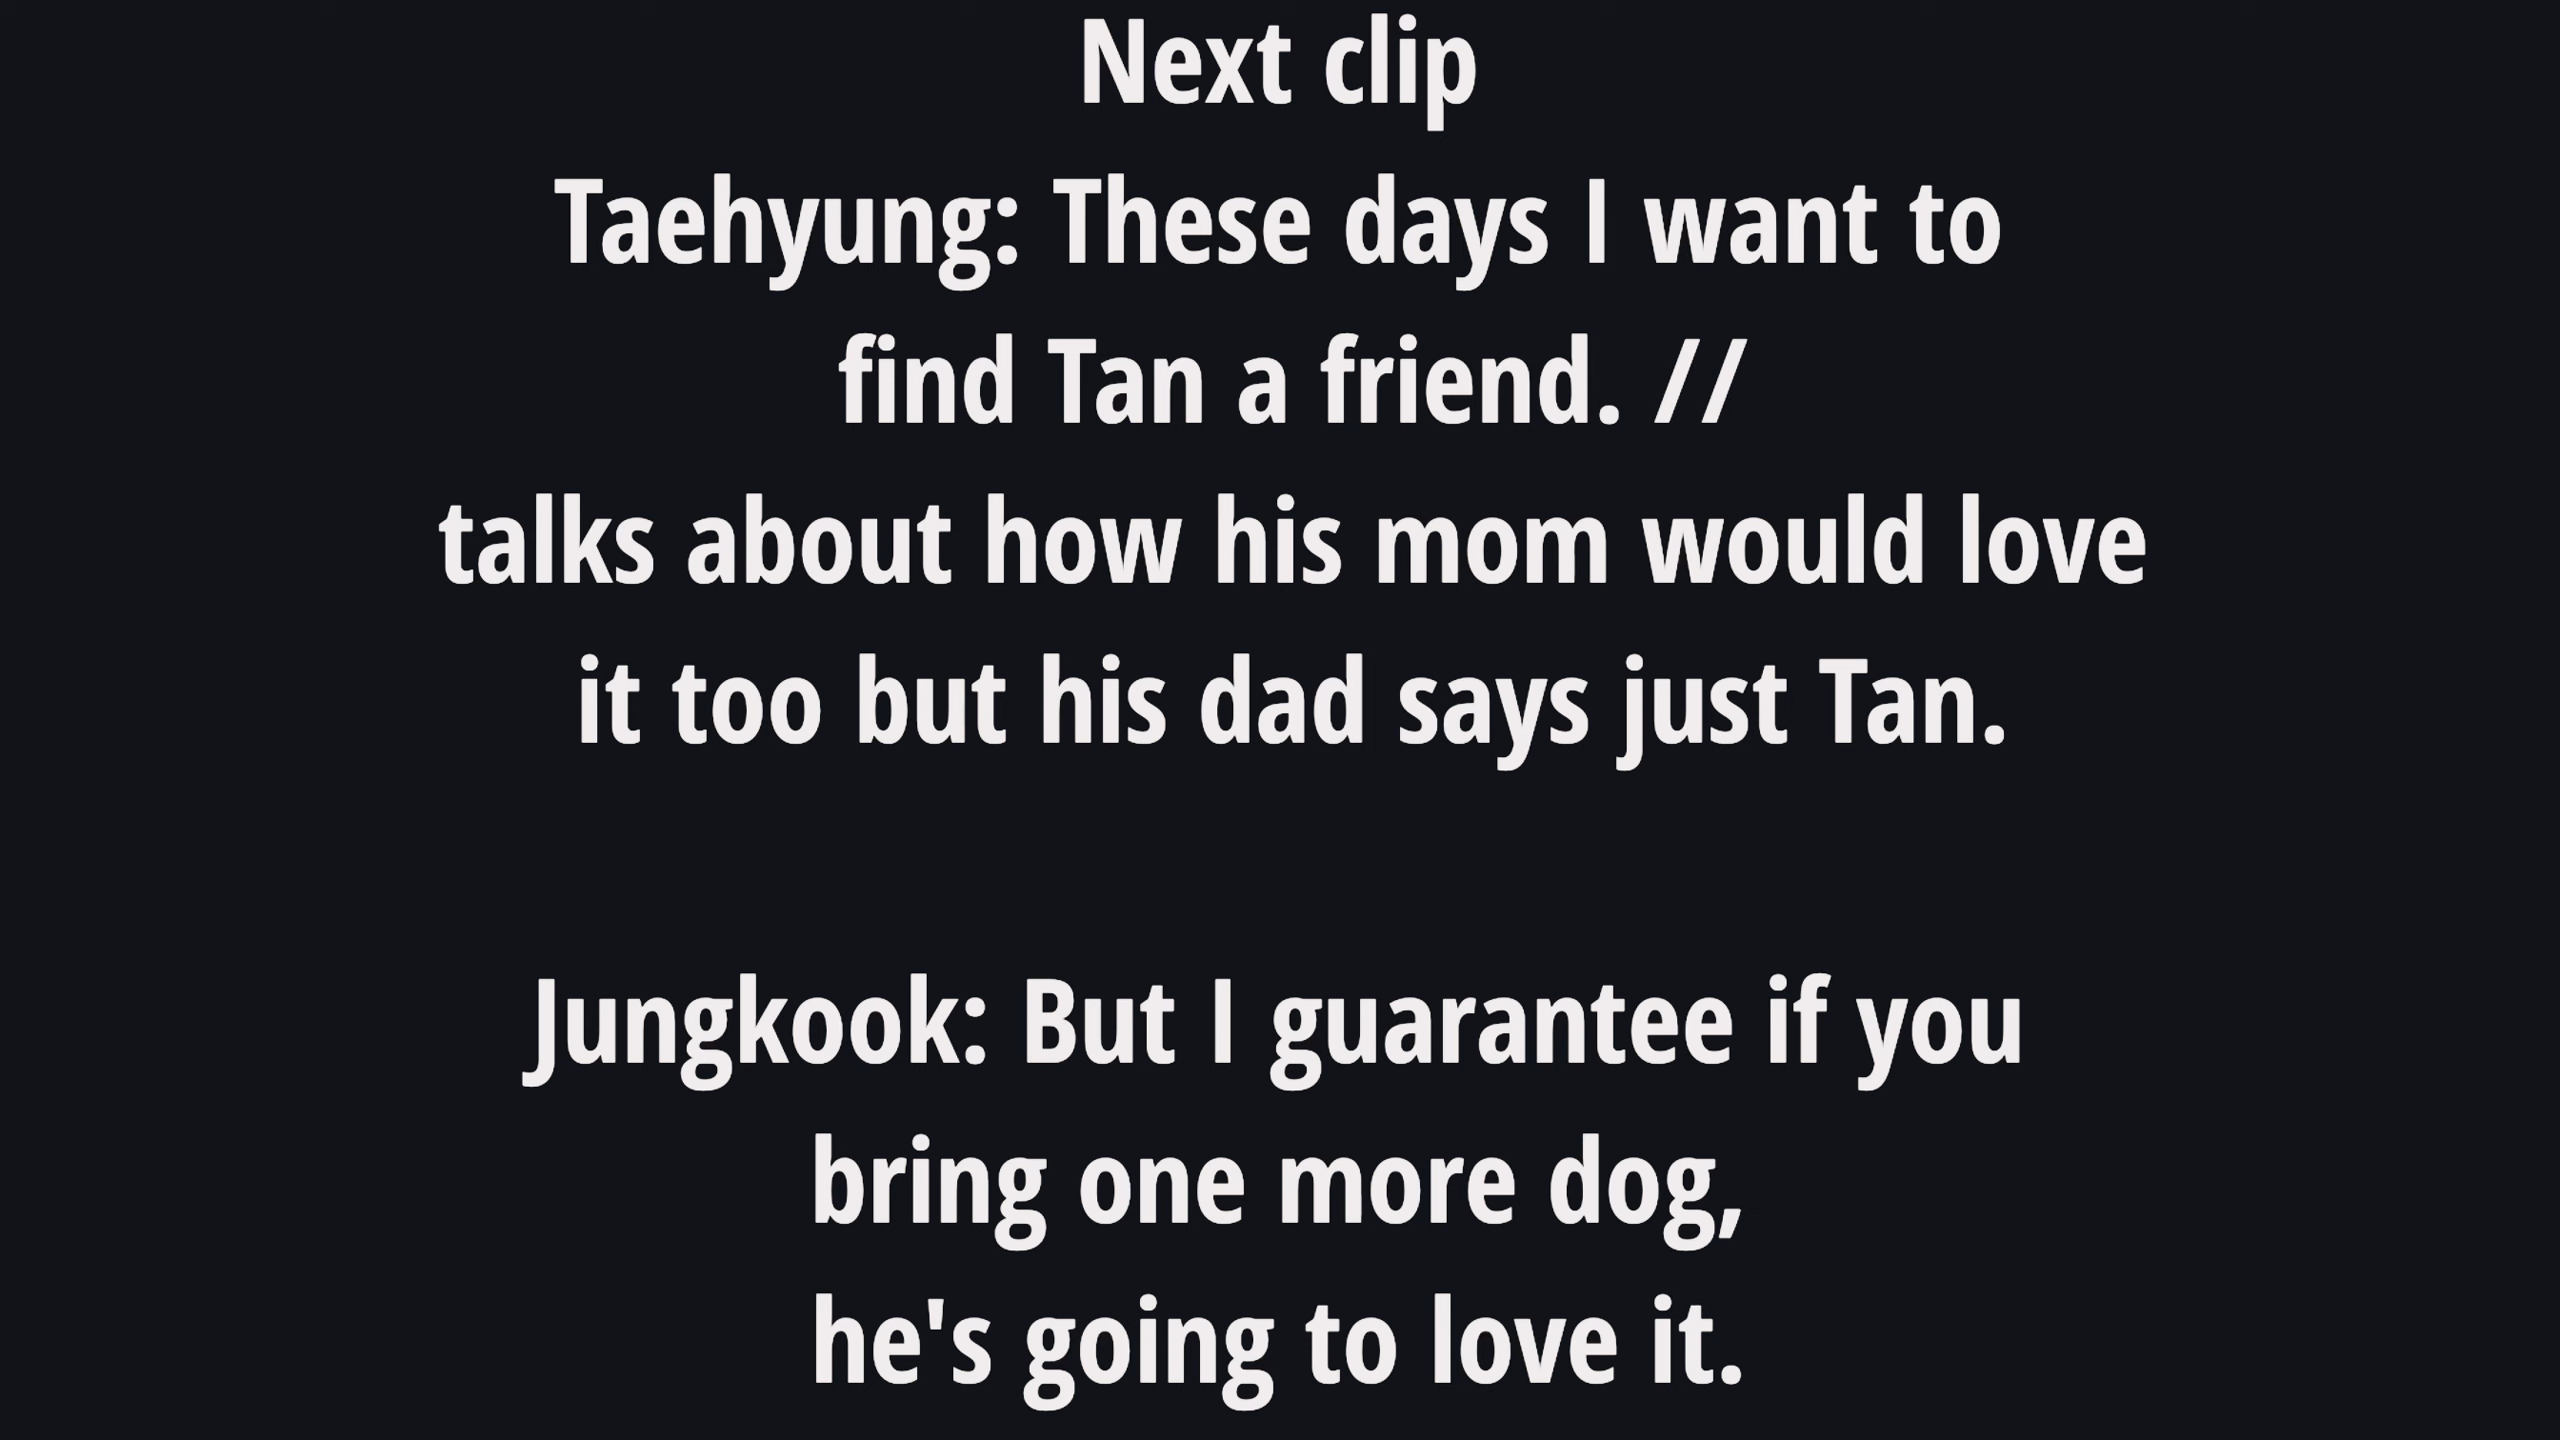 Next clip
Taehyung: These days I want to
find Tan a friend. //
talks about how his mom would love
it too but his dad says just Tan.
Jungkook: But I guarantee if you
bring one more dog,
he's going to love it.